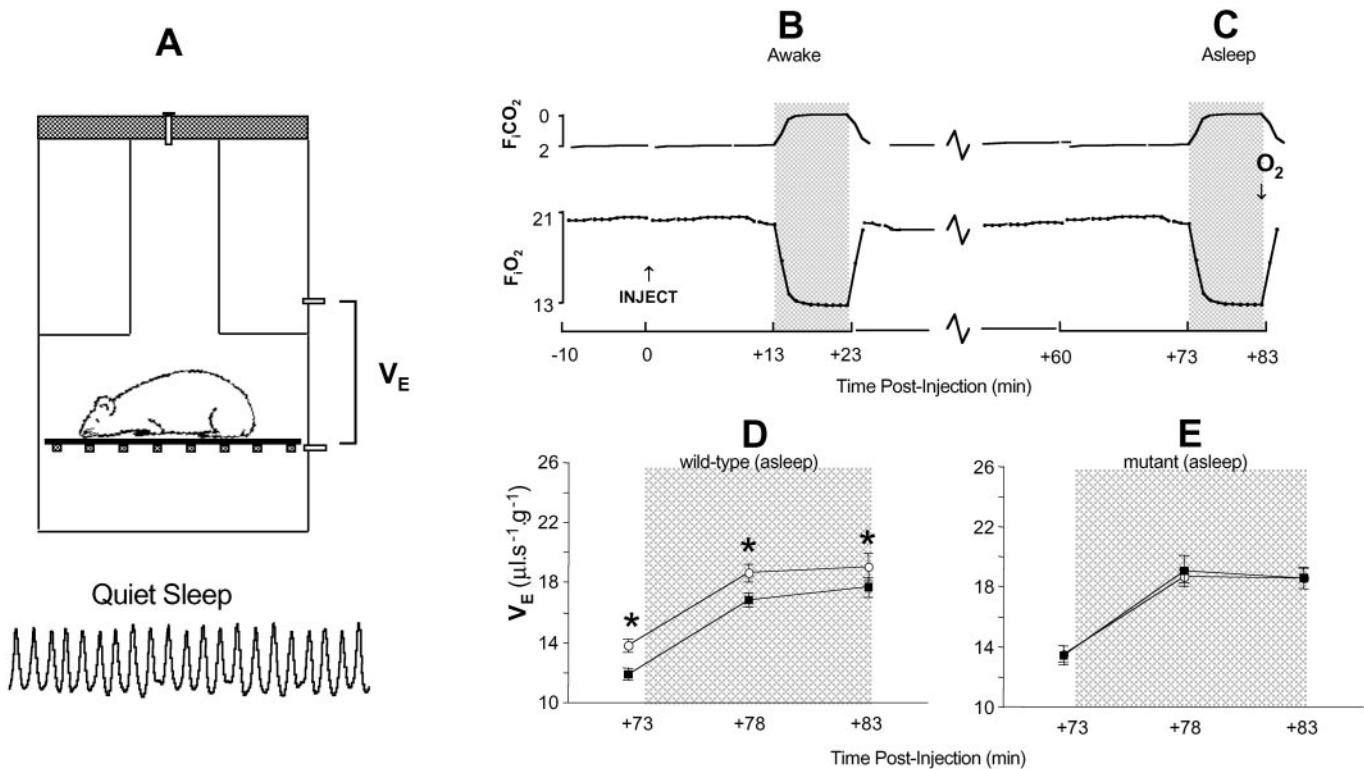 A
V_E
Quiet Sleep
B
Awake
C
Asleep
FᵢCO₂
0
2
O₂
↓
FᵢO₂
21
13
↑
INJECT
-10 0 +13 +23 +60 +73 +83
Time Post-Injection (min)
D
wild-type (asleep)
V_E (µl.s⁻¹.g⁻¹)
26
22
18
14
10
* * *
+73 +78 +83
E
mutant (asleep)
26
22
18
14
10
+73 +78 +83
Time Post-Injection (min)